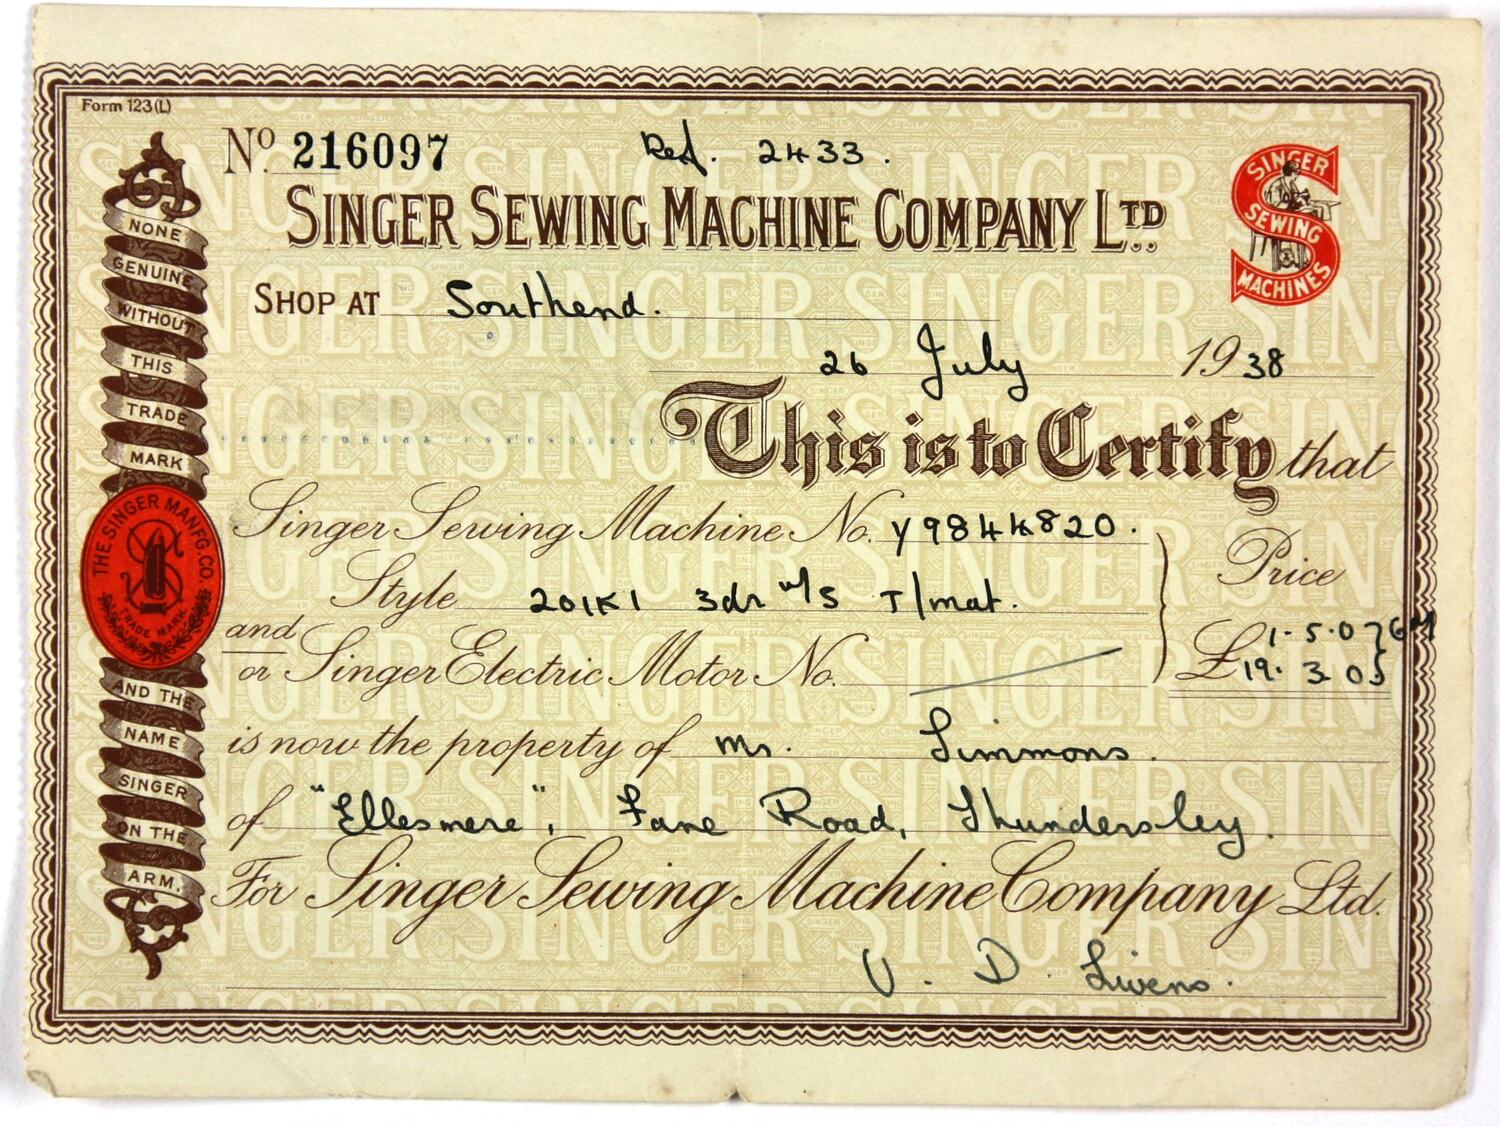 Form 123(L)
No. 216097 Ref. 2433.
SINGER SEWING MACHINES
SINGER SEWING MACHINE COMPANY LTD
SHOP AT Southend.
26 July 1938
This is to Certify that
Singer Sewing Machine No. Y9844820.
Price
Style 201K1 3dr w/s T/mat.
£ 1-5.0
19. 3 0
and
or Singer Electric Motor No.
is now the property of Mr. Simmons.
of "Ellesmere", Fane Road, Thundersley.
For Singer Sewing Machine Company Ltd.
V. D. Livens.
NONE
GENUINE
WITHOUT
THIS
TRADE
MARK
THE SINGER MANFG. CO.
TRADE MARK
AND THE
NAME
SINGER
ON THE
ARM.